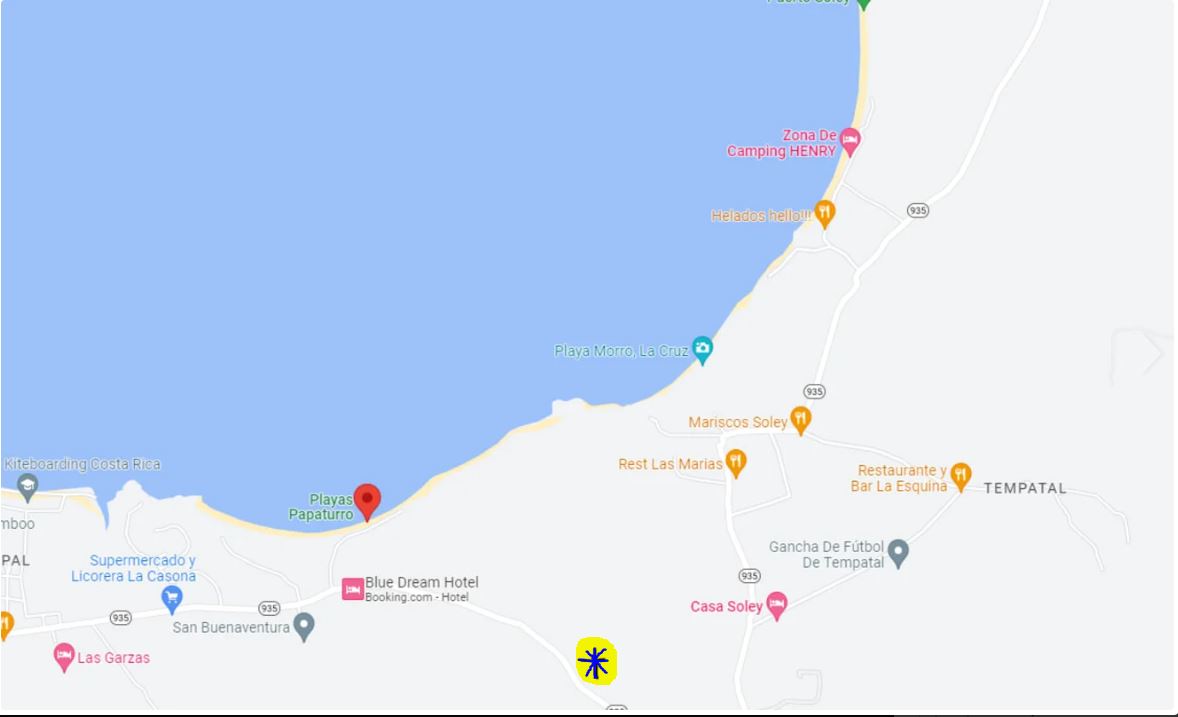 Puerto Soley
Zona De
Camping HENRY
935
Helados hello!!!
Playa Morro, La Cruz
935
Mariscos Soley
Rest Las Marias
Restaurante y
Bar La Esquina
TEMPATAL
Kiteboarding Costa Rica
Playas
Papaturro
mboo
PAL
Gancha De Fútbol
De Tempatal
Supermercado y
Licorera La Casona
935
Blue Dream Hotel
Booking.com - Hotel
935
935
Casa Soley
San Buenaventura
Las Garzas